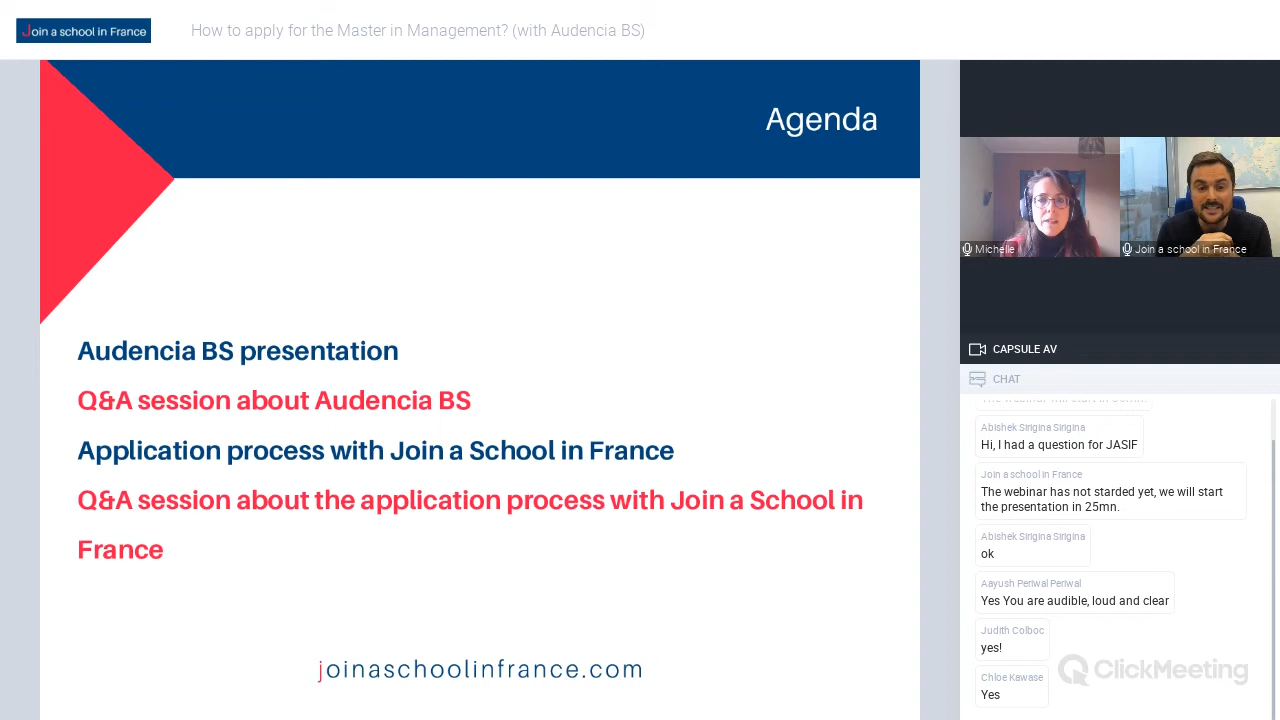 Join a school in France
How to apply for the Master in Management? (with Audencia BS)
Agenda
Audencia BS presentation
Q&A session about Audencia BS
Application process with Join a School in France
Q&A session about the application process with Join a School in
France
joinaschoolinfrance.com
Michelle
Join a school in France
CAPSULE AV
CHAT
The webinar will start in
Abishek Sirigina Sirigina
Hi, I had a question for JASIF
Join a school in France
The webinar has not starded yet, we will start
the presentation in 25mn.
Abishek Sirigina Sirigina
ok
Aayush Periwal Periwal
Yes You are audible, loud and clear
Judith Colboc
yes!
Chloe Kawase
Yes
ClickMeeting